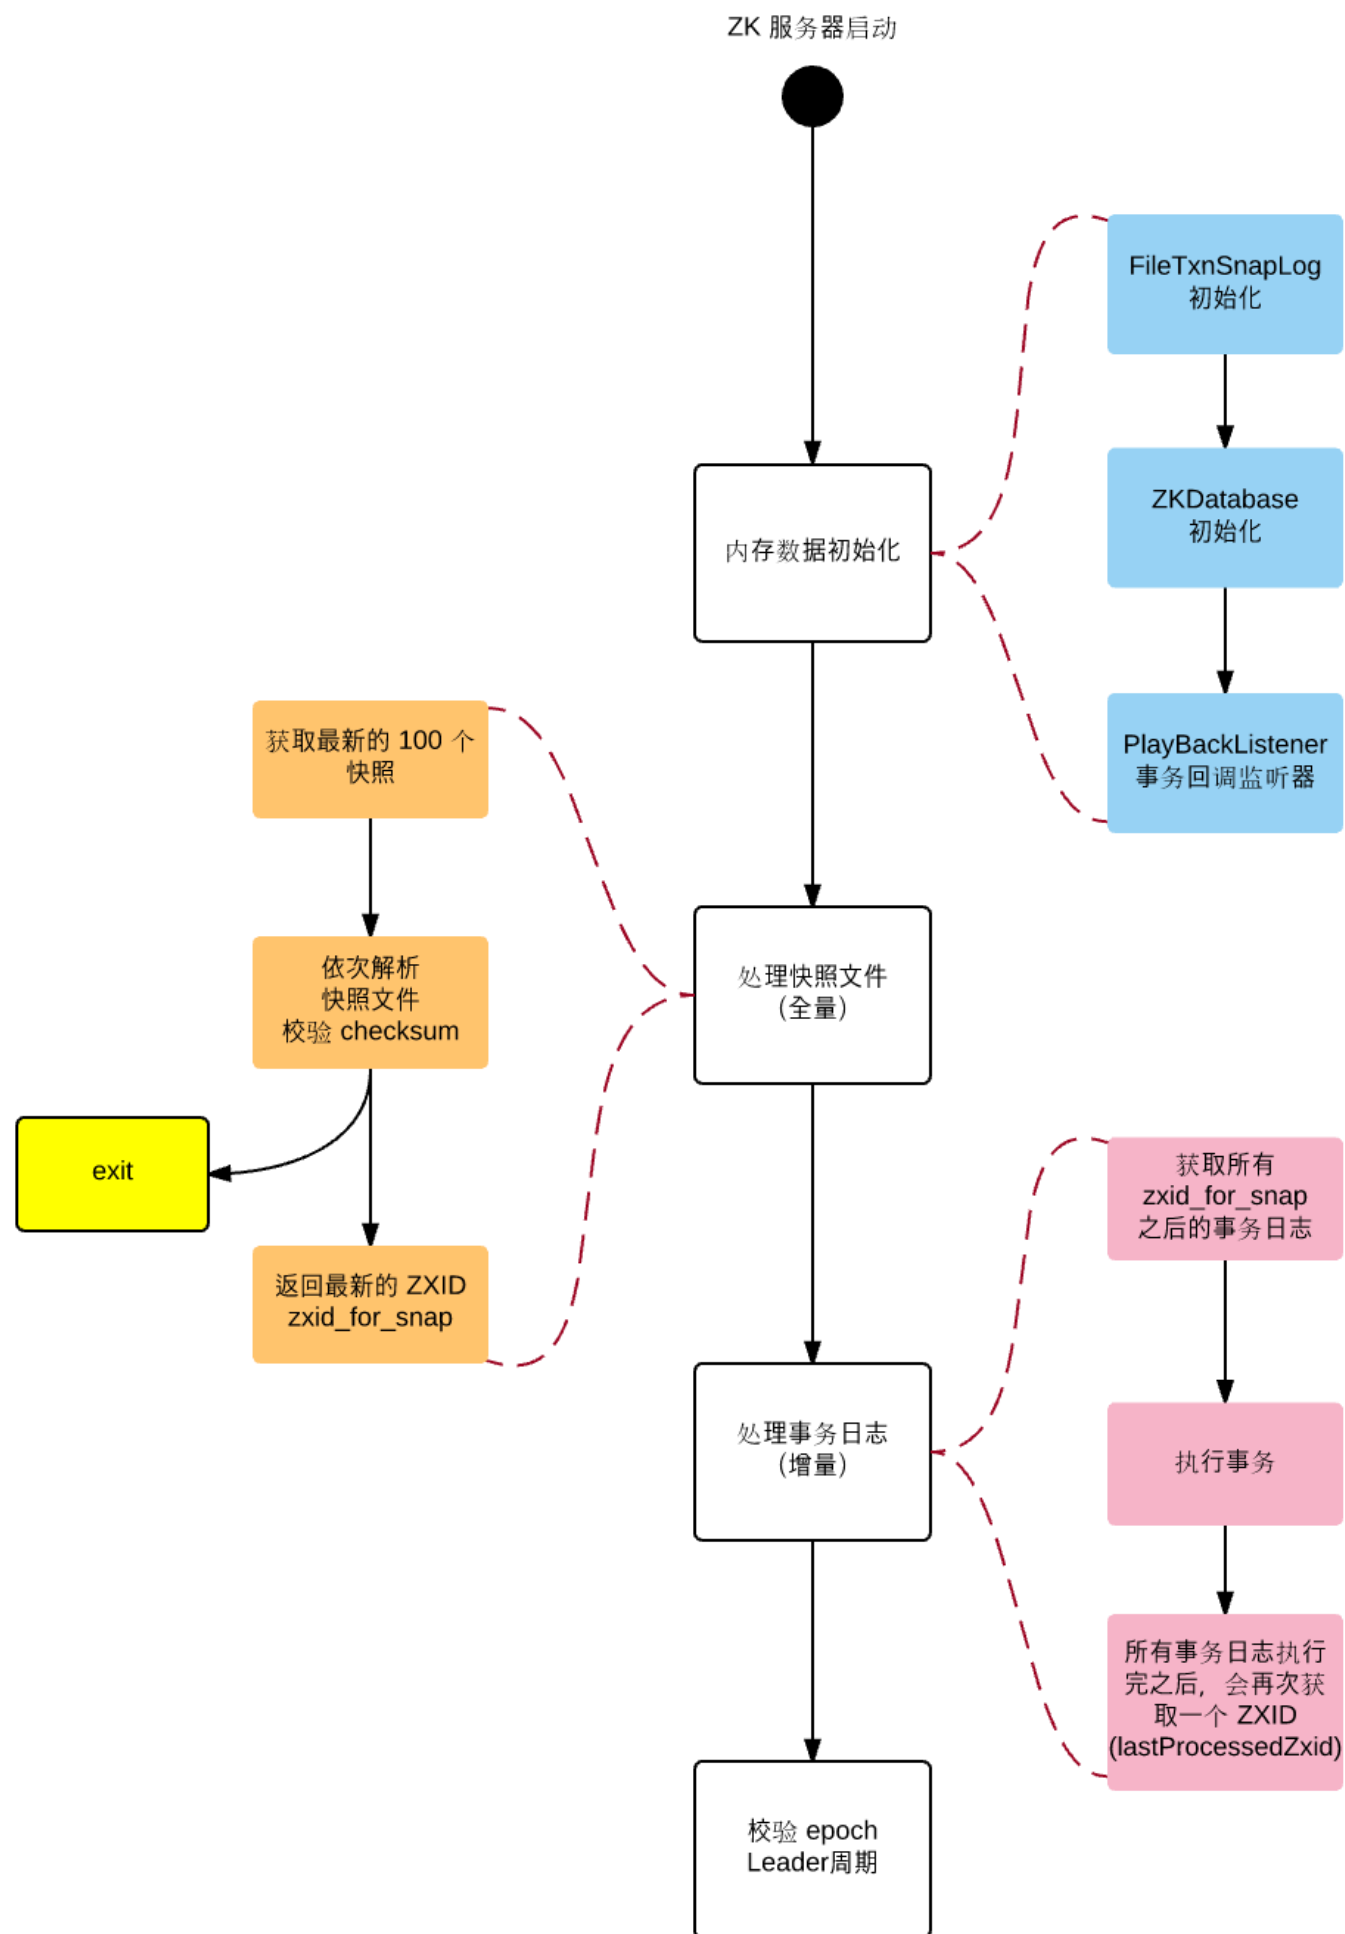 ZK 服务器启动
FileTxnSnapLog
初始化
ZKDatabase
初始化
内存数据初始化
PlayBackListener
事务回调监听器
获取最新的 100 个
快照
依次解析
快照文件
校验 checksum
处理快照文件
（全量）
exit
返回最新的 ZXID
zxid_for_snap
获取所有
zxid_for_snap
之后的事务日志
处理事务日志
（增量）
执行事务
所有事务日志执行
完之后，会再次获
取一个 ZXID
(lastProcessedZxid)
校验 epoch
Leader周期